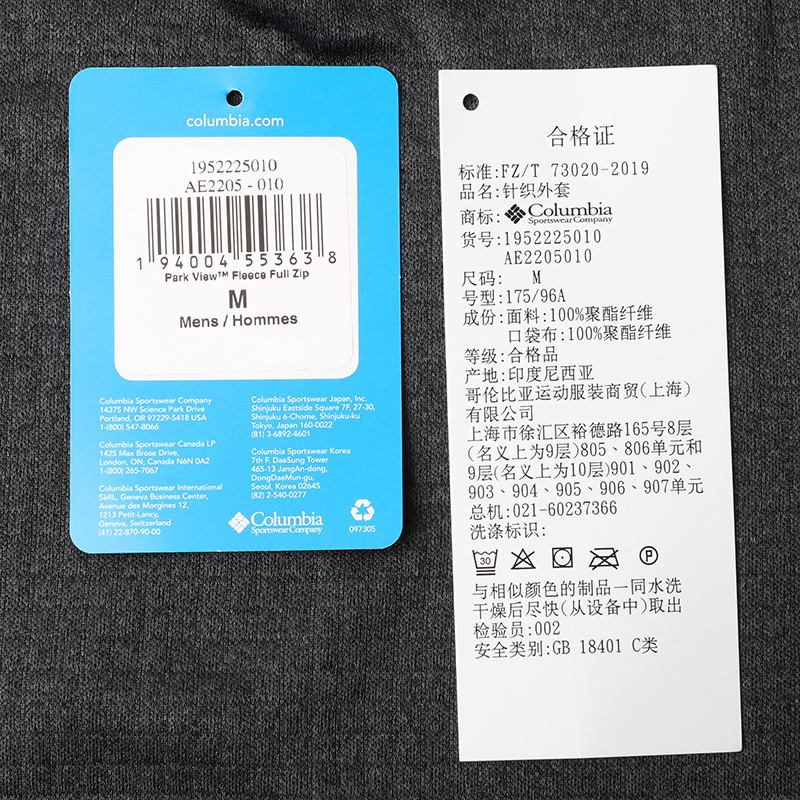 columbia.com
1952225010
AE2205 - 010
1 94004 55363 8
Park View™ Fleece Full Zip
M
Mens / Hommes
Columbia Sportswear Company
14375 NW Science Park Drive
Portland, OR 97229-5418 USA
1-(800) 547-8066
Columbia Sportswear Canada LP
1425 Max Brose Drive,
London, ON, Canada N6N 0A2
1-(800) 265-7067
Columbia Sportswear International
SàRL, Geneva Business Center,
Avenue des Morgines 12,
1213 Petit-Lancy,
Geneva, Switzerland
(41) 22-870-90-00
Columbia Sportswear Japan, Inc.
Shinjuku Eastside Square 7F, 27-30,
Shinjuku 6-Chome, Shinjuku-ku
Tokyo, Japan 160-0022
(81) 3-6892-4601
Columbia Sportswear Korea
7th F. DaeSung Tower
465-13 JangAn-dong,
DongDaeMun-gu,
Seoul, Korea 02645
(82) 2-540-0277
Columbia
Sportswear Company
097305
合格证
标准:FZ/T 73020-2019
品名:针织外套
商标: Columbia
Sportswear Company
货号:1952225010
AE2205010
尺码: M
号型:175/96A
成份:面料:100%聚酯纤维
口袋布:100%聚酯纤维
等级:合格品
产地:印度尼西亚
哥伦比亚运动服装商贸(上海)
有限公司
上海市徐汇区裕德路165号8层
(名义上为9层)805、806单元和
9层(名义上为10层)901、902、
903、904、905、906、907单元
总机:021-60237366
洗涤标识:
30
P
与相似颜色的制品一同水洗
干燥后尽快(从设备中)取出
检验员:002
安全类别:GB 18401 C类